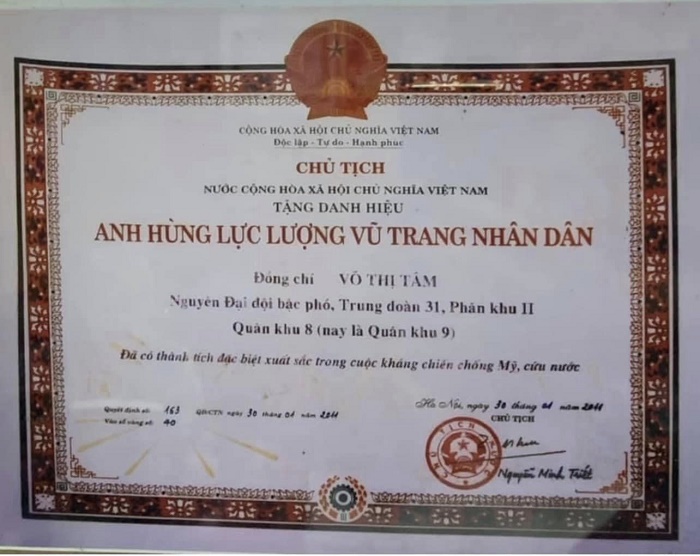 CỘNG HÒA XÃ HỘI CHỦ NGHĨA VIỆT NAM
Độc lập - Tự do - Hạnh phúc
CHỦ TỊCH
NƯỚC CỘNG HÒA XÃ HỘI CHỦ NGHĨA VIỆT NAM
TẶNG DANH HIỆU
ANH HÙNG LỰC LƯỢNG VŨ TRANG NHÂN DÂN
Đồng chí VÕ THỊ TÂM
Nguyên Đại đội bậc phó, Trung đoàn 31, Phân khu II
Quân khu 8 (nay là Quân khu 9)
Đã có thành tích đặc biệt xuất sắc trong cuộc kháng chiến chống Mỹ, cứu nước
Quyết định số: 163 QĐ/CTN ngày 30 tháng 01 năm 2011
Vào sổ vàng số: 40
Hà Nội, ngày 30 tháng 01 năm 2011
CHỦ TỊCH
Nguyễn Minh Triết